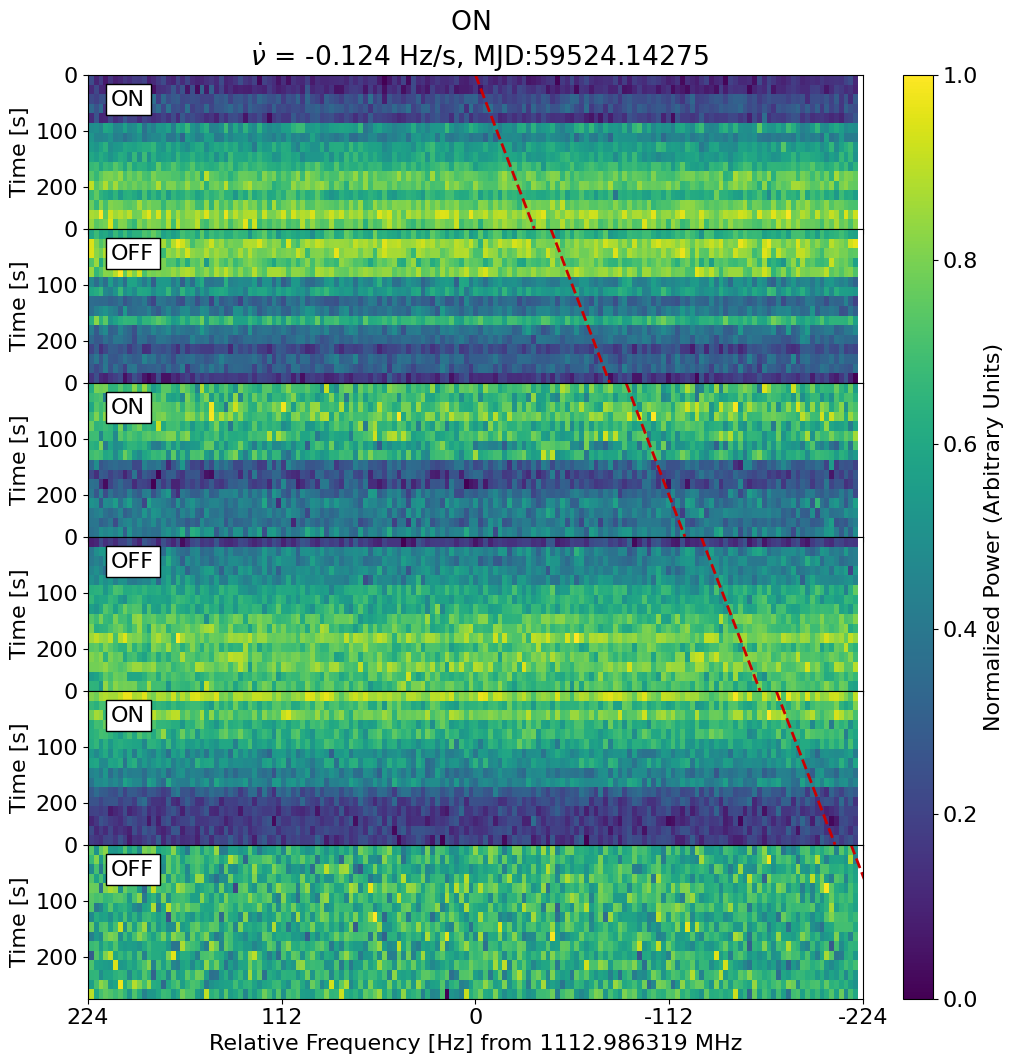 ON
ν̇ = -0.124 Hz/s, MJD:59524.14275
0
ON
100
200
Time [s]
0
OFF
100
200
Time [s]
0
ON
100
200
Time [s]
0
OFF
100
200
Time [s]
0
ON
100
200
Time [s]
0
OFF
100
200
Time [s]
224 112 0 -112 -224
Relative Frequency [Hz] from 1112.986319 MHz
1.0
0.8
0.6
0.4
0.2
0.0
Normalized Power (Arbitrary Units)